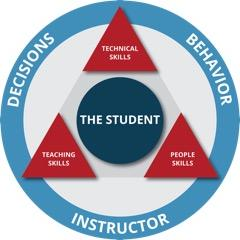 DECISIONS
BEHAVIOR
TECHNICAL
SKILLS
THE STUDENT
TEACHING
SKILLS
PEOPLE
SKILLS
INSTRUCTOR